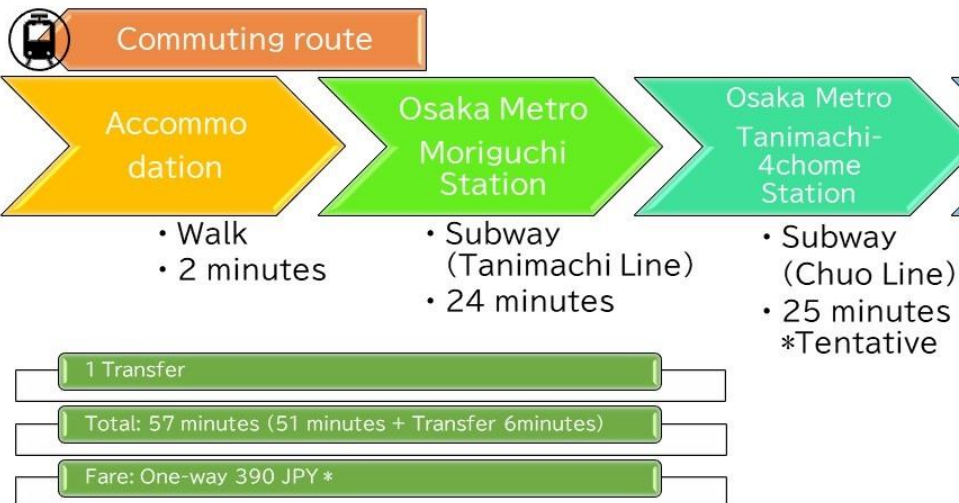 Commuting route
Accommo
dation
Osaka Metro
Moriguchi
Station
Osaka Metro
Tanimachi-
4chome
Station
・Walk
・2 minutes
・Subway
(Tanimachi Line)
・24 minutes
・Subway
(Chuo Line)
・25 minutes
*Tentative
1 Transfer
Total: 57 minutes (51 minutes + Transfer 6minutes)
Fare: One-way 390 JPY *